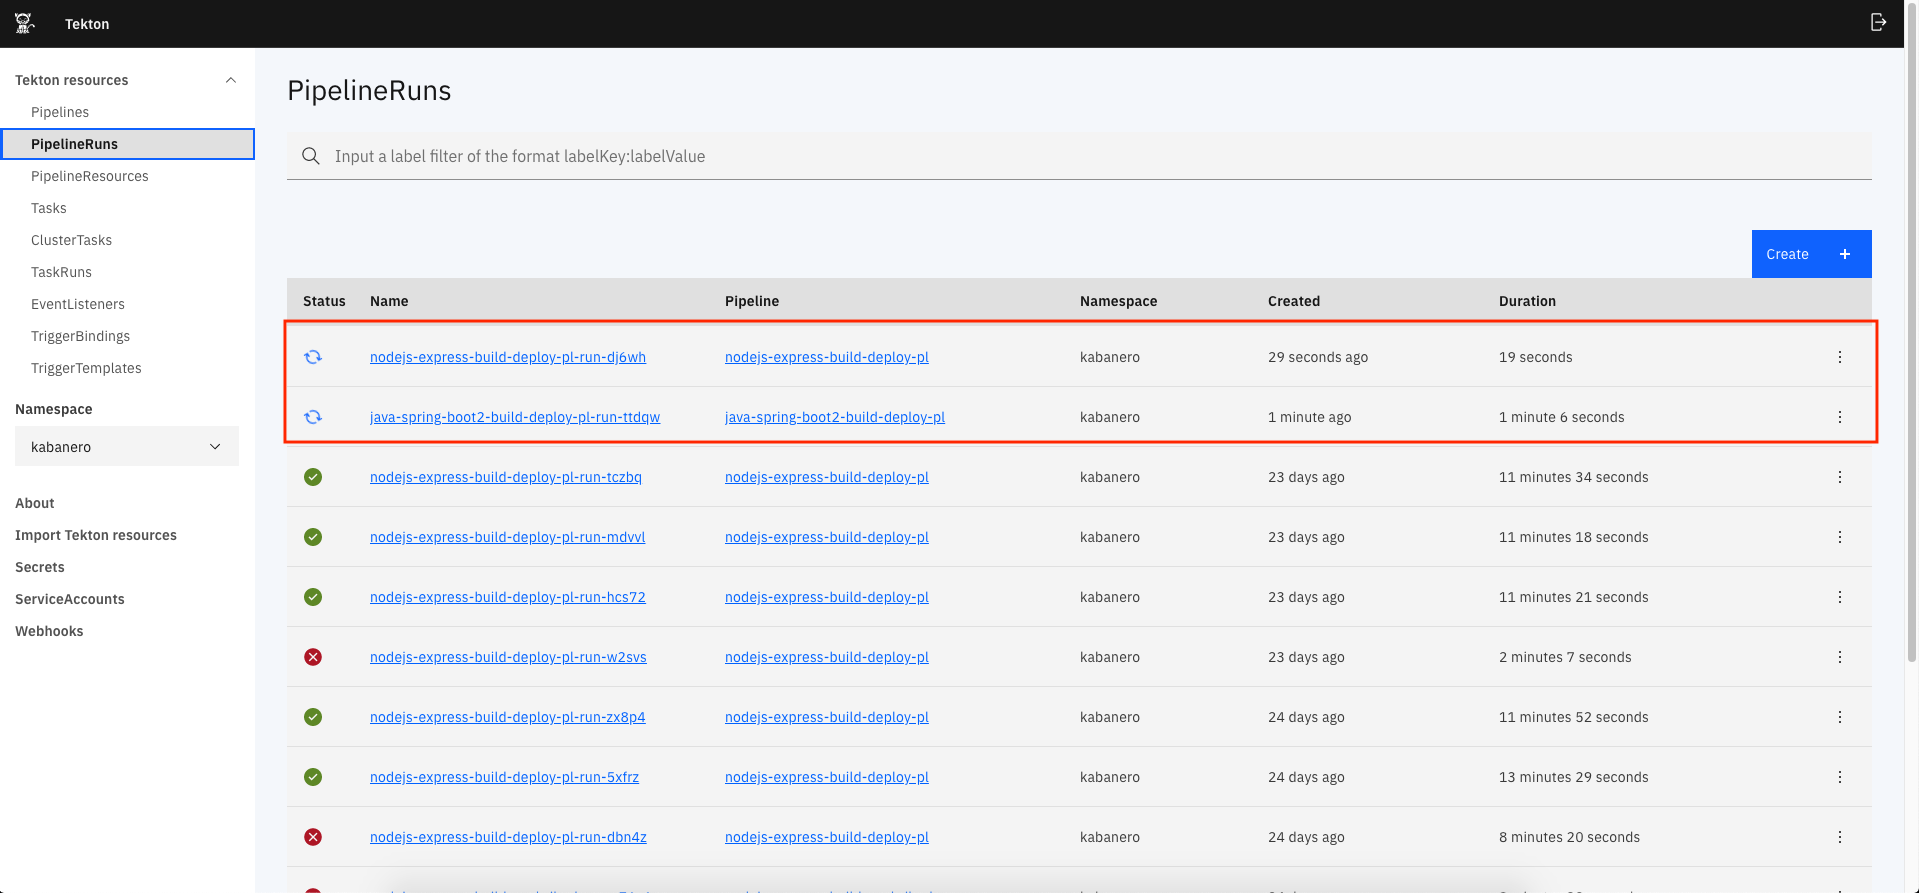 Tekton
Tekton resources
Pipelines
PipelineRuns
PipelineResources
Tasks
ClusterTasks
TaskRuns
EventListeners
TriggerBindings
TriggerTemplates
Namespace
kabanero
About
Import Tekton resources
Secrets
ServiceAccounts
Webhooks
PipelineRuns
Input a label filter of the format labelKey:labelValue
Create +
Status Name Pipeline Namespace Created Duration
nodejs-express-build-deploy-pl-run-dj6wh nodejs-express-build-deploy-pl kabanero 29 seconds ago 19 seconds
java-spring-boot2-build-deploy-pl-run-ttdqw java-spring-boot2-build-deploy-pl kabanero 1 minute ago 1 minute 6 seconds
nodejs-express-build-deploy-pl-run-tczbq nodejs-express-build-deploy-pl kabanero 23 days ago 11 minutes 34 seconds
nodejs-express-build-deploy-pl-run-mdvvl nodejs-express-build-deploy-pl kabanero 23 days ago 11 minutes 18 seconds
nodejs-express-build-deploy-pl-run-hcs72 nodejs-express-build-deploy-pl kabanero 23 days ago 11 minutes 21 seconds
nodejs-express-build-deploy-pl-run-w2svs nodejs-express-build-deploy-pl kabanero 23 days ago 2 minutes 7 seconds
nodejs-express-build-deploy-pl-run-zx8p4 nodejs-express-build-deploy-pl kabanero 24 days ago 11 minutes 52 seconds
nodejs-express-build-deploy-pl-run-5xfrz nodejs-express-build-deploy-pl kabanero 24 days ago 13 minutes 29 seconds
nodejs-express-build-deploy-pl-run-dbn4z nodejs-express-build-deploy-pl kabanero 24 days ago 8 minutes 20 seconds